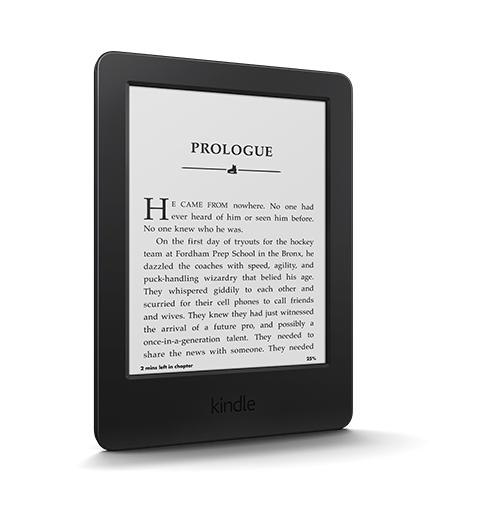 PROLOGUE
HE CAME FROM nowhere. No one had
ever heard of him or seen him before.
No one knew who he was.
On the first day of tryouts for the hockey
team at Fordham Prep School in the Bronx, he
dazzled the coaches with speed, agility, and
puck-handling wizardry that belied his age.
They whispered giddily to each other and
scurried for their cell phones to call friends
and wives. They knew they had just witnessed
the arrival of a future pro, and possibly a
once-in-a-generation talent. They needed to
share the news with someone. They needed
2 mins left in chapter 25%
kindle